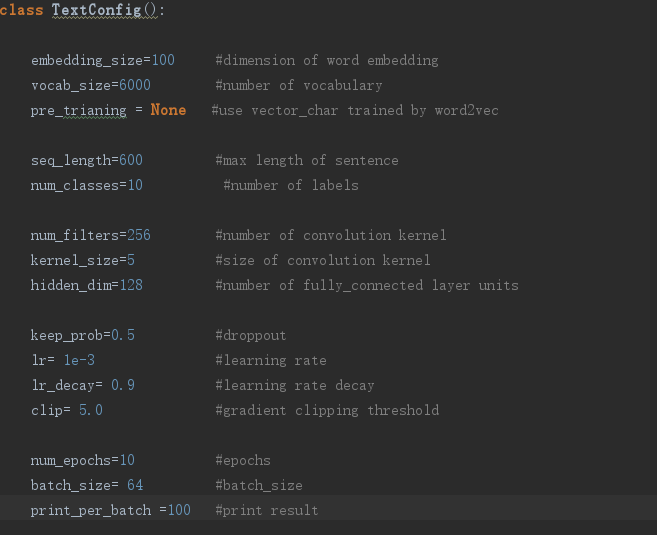 class TextConfig():
embedding_size=100     #dimension of word embedding
vocab_size=6000        #number of vocabulary
pre_trianing = None   #use vector_char trained by word2vec
seq_length=600         #max length of sentence
num_classes=10          #number of labels
num_filters=256        #number of convolution kernel
kernel_size=5          #size of convolution kernel
hidden_dim=128         #number of fully_connected layer units
keep_prob=0.5          #droppout
lr= 1e-3               #learning rate
lr_decay= 0.9          #learning rate decay
clip= 5.0              #gradient clipping threshold
num_epochs=10          #epochs
batch_size= 64         #batch_size
print_per_batch =100   #print result